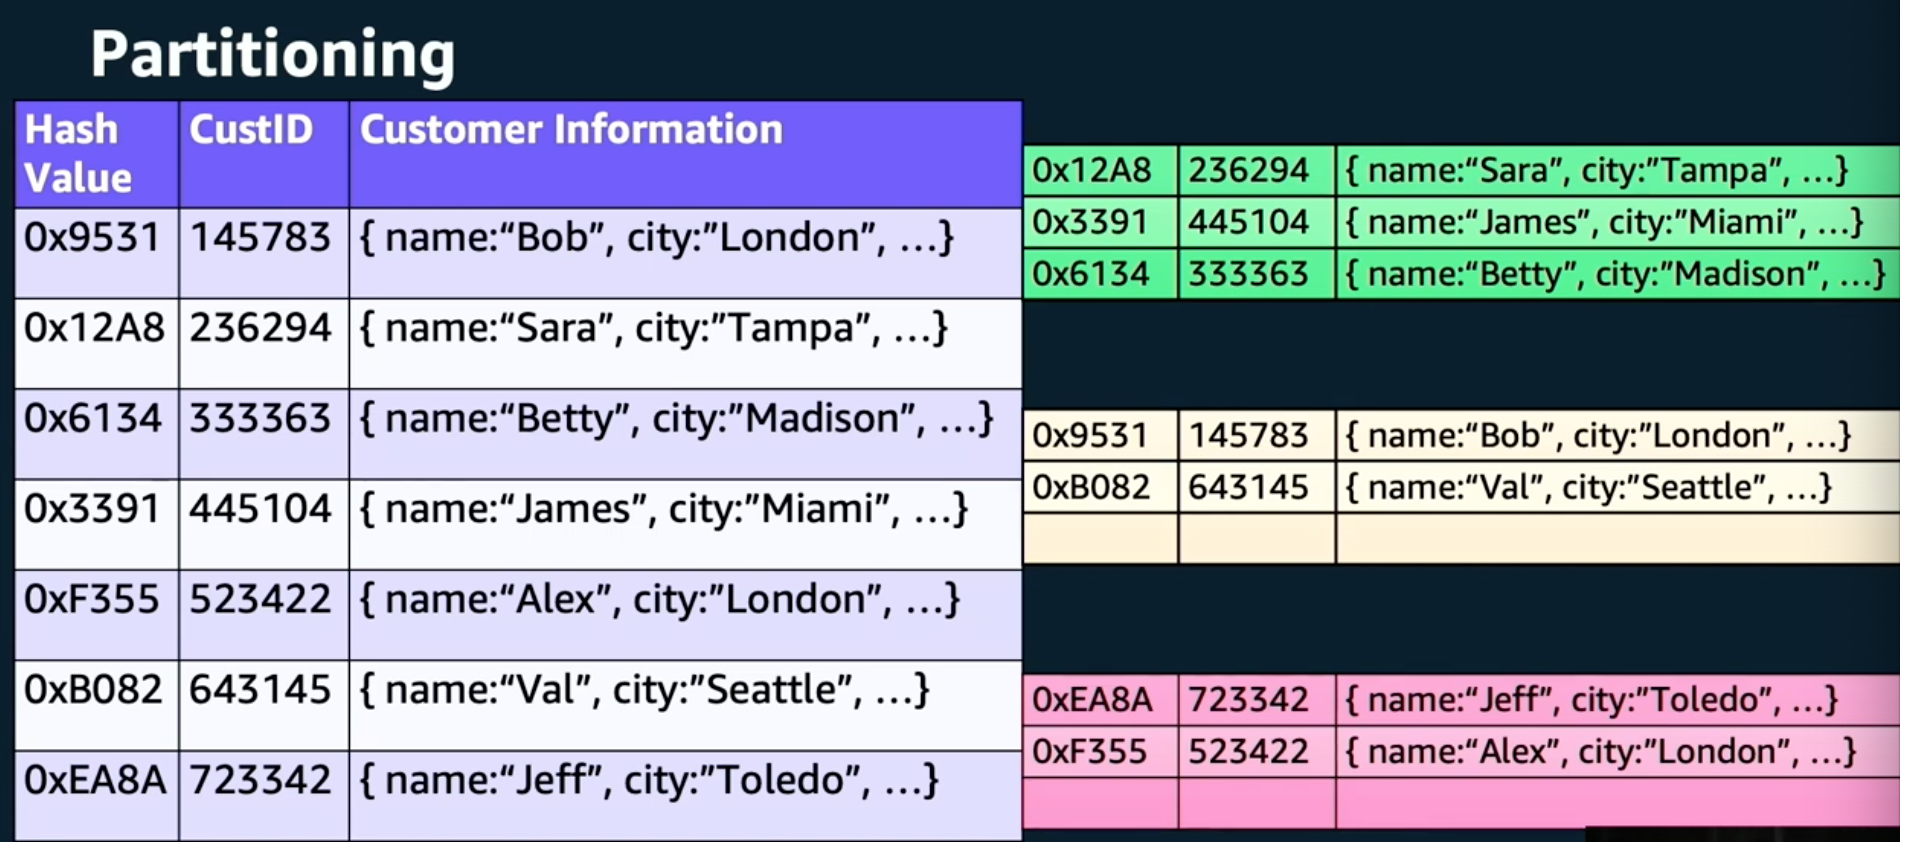 Partitioning
Hash Value CustID Customer Information
0x9531 145783 { name:“Bob”, city:”London”, ...}
0x12A8 236294 { name:“Sara”, city:”Tampa”, ...}
0x6134 333363 { name:“Betty”, city:”Madison”, ...}
0x3391 445104 { name:“James”, city:”Miami”, ...}
0xF355 523422 { name:“Alex”, city:”London”, ...}
0xB082 643145 { name:“Val”, city:”Seattle”, ...}
0xEA8A 723342 { name:“Jeff”, city:”Toledo”, ...}
0x12A8 236294 { name:“Sara”, city:”Tampa”, ...}
0x3391 445104 { name:“James”, city:”Miami”, ...}
0x6134 333363 { name:“Betty”, city:”Madison”, ...}
0x9531 145783 { name:“Bob”, city:”London”, ...}
0xB082 643145 { name:“Val”, city:”Seattle”, ...}
0xEA8A 723342 { name:“Jeff”, city:”Toledo”, ...}
0xF355 523422 { name:“Alex”, city:”London”, ...}